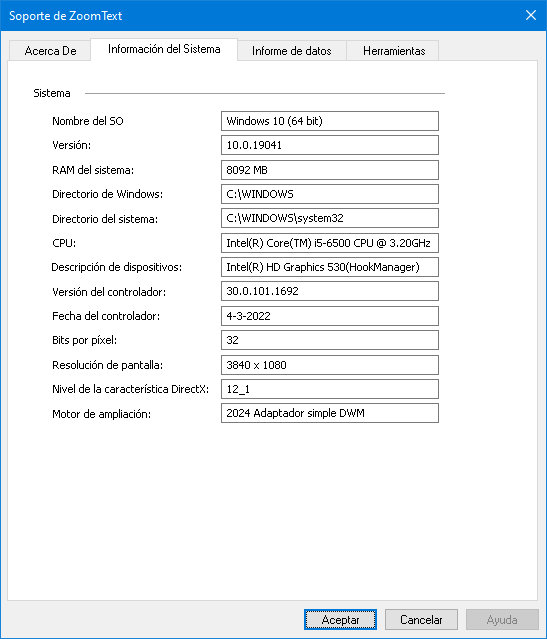 Soporte de ZoomText
Acerca De Información del Sistema Informe de datos Herramientas
Sistema
Nombre del SO Windows 10 (64 bit)
Versión: 10.0.19041
RAM del sistema: 8092 MB
Directorio de Windows: C:\WINDOWS
Directorio del sistema: C:\WINDOWS\system32
CPU: Intel(R) Core(TM) i5-6500 CPU @ 3.20GHz
Descripción de dispositivos: Intel(R) HD Graphics 530(HookManager)
Versión del controlador: 30.0.101.1692
Fecha del controlador: 4-3-2022
Bits por píxel: 32
Resolución de pantalla: 3840 x 1080
Nivel de la característica DirectX: 12_1
Motor de ampliación: 2024 Adaptador simple DWM
Aceptar Cancelar Ayuda